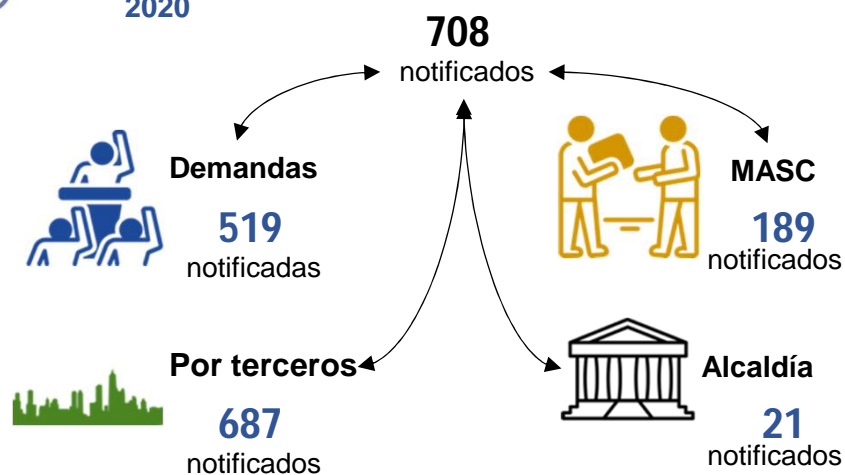 2020
708
notificados
Demandas
519
notificadas
MASC
189
notificados
Por terceros
687
notificados
Alcaldía
21
notificados